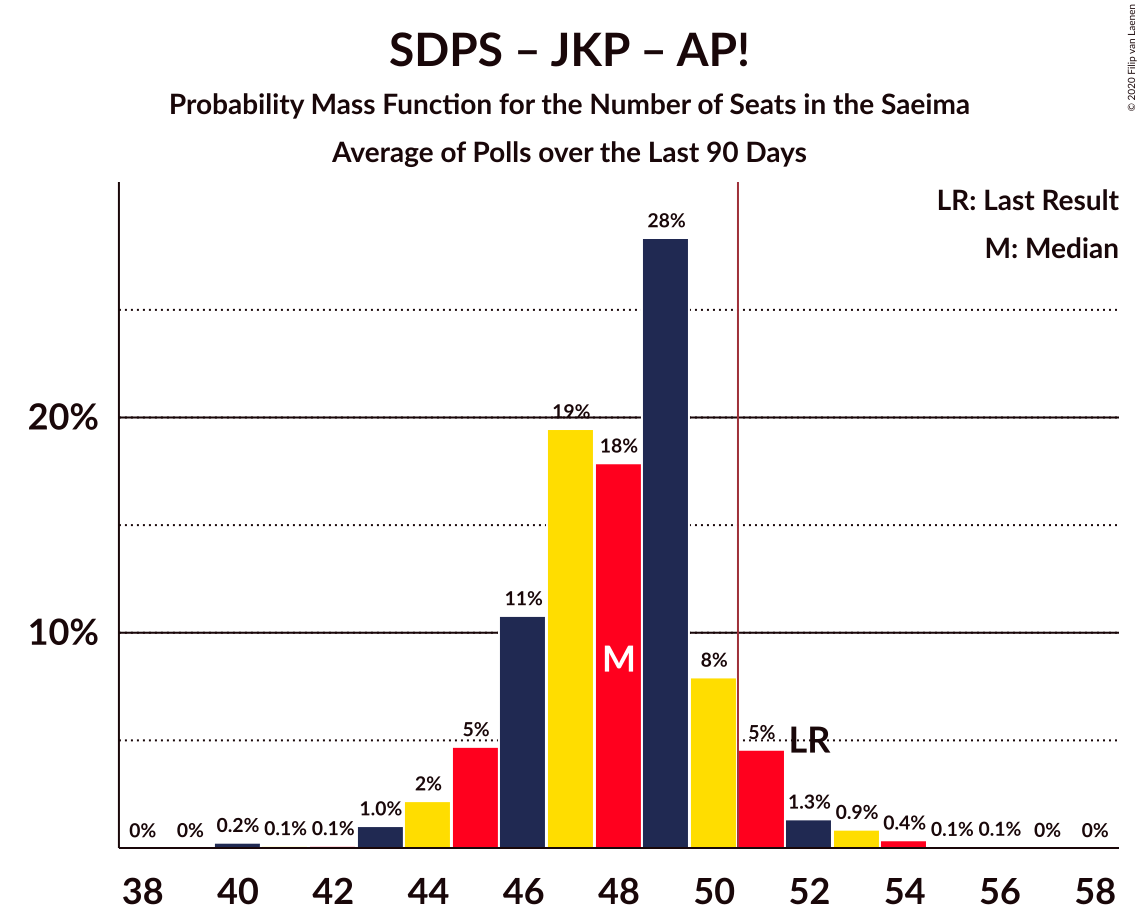 SDPS – JKP – AP!
Probability Mass Function for the Number of Seats in the Saeima
Average of Polls over the Last 90 Days
© 2020 Filip van Laenen
LR: Last Result
M: Median
20%
10%
0%
0%
0.2%
0.1%
0.1%
1.0%
2%
5%
11%
19%
18%
28%
8%
5%
1.3%
0.9%
0.4%
0.1%
0.1%
0%
0%
M
LR
38 40 42 44 46 48 50 52 54 56 58